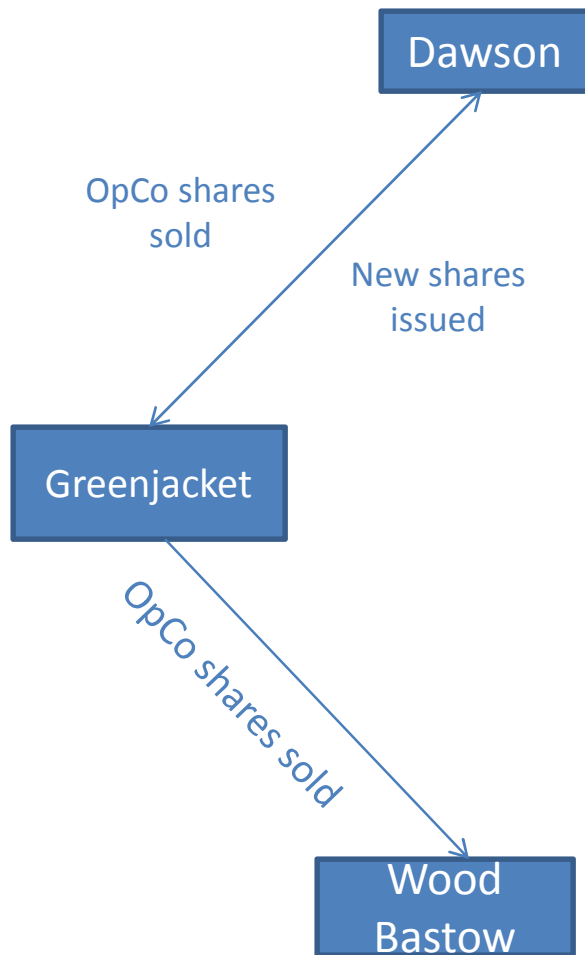 Dawson
OpCo shares
sold
New shares
issued
Greenjacket
OpCo shares sold
Wood
Bastow